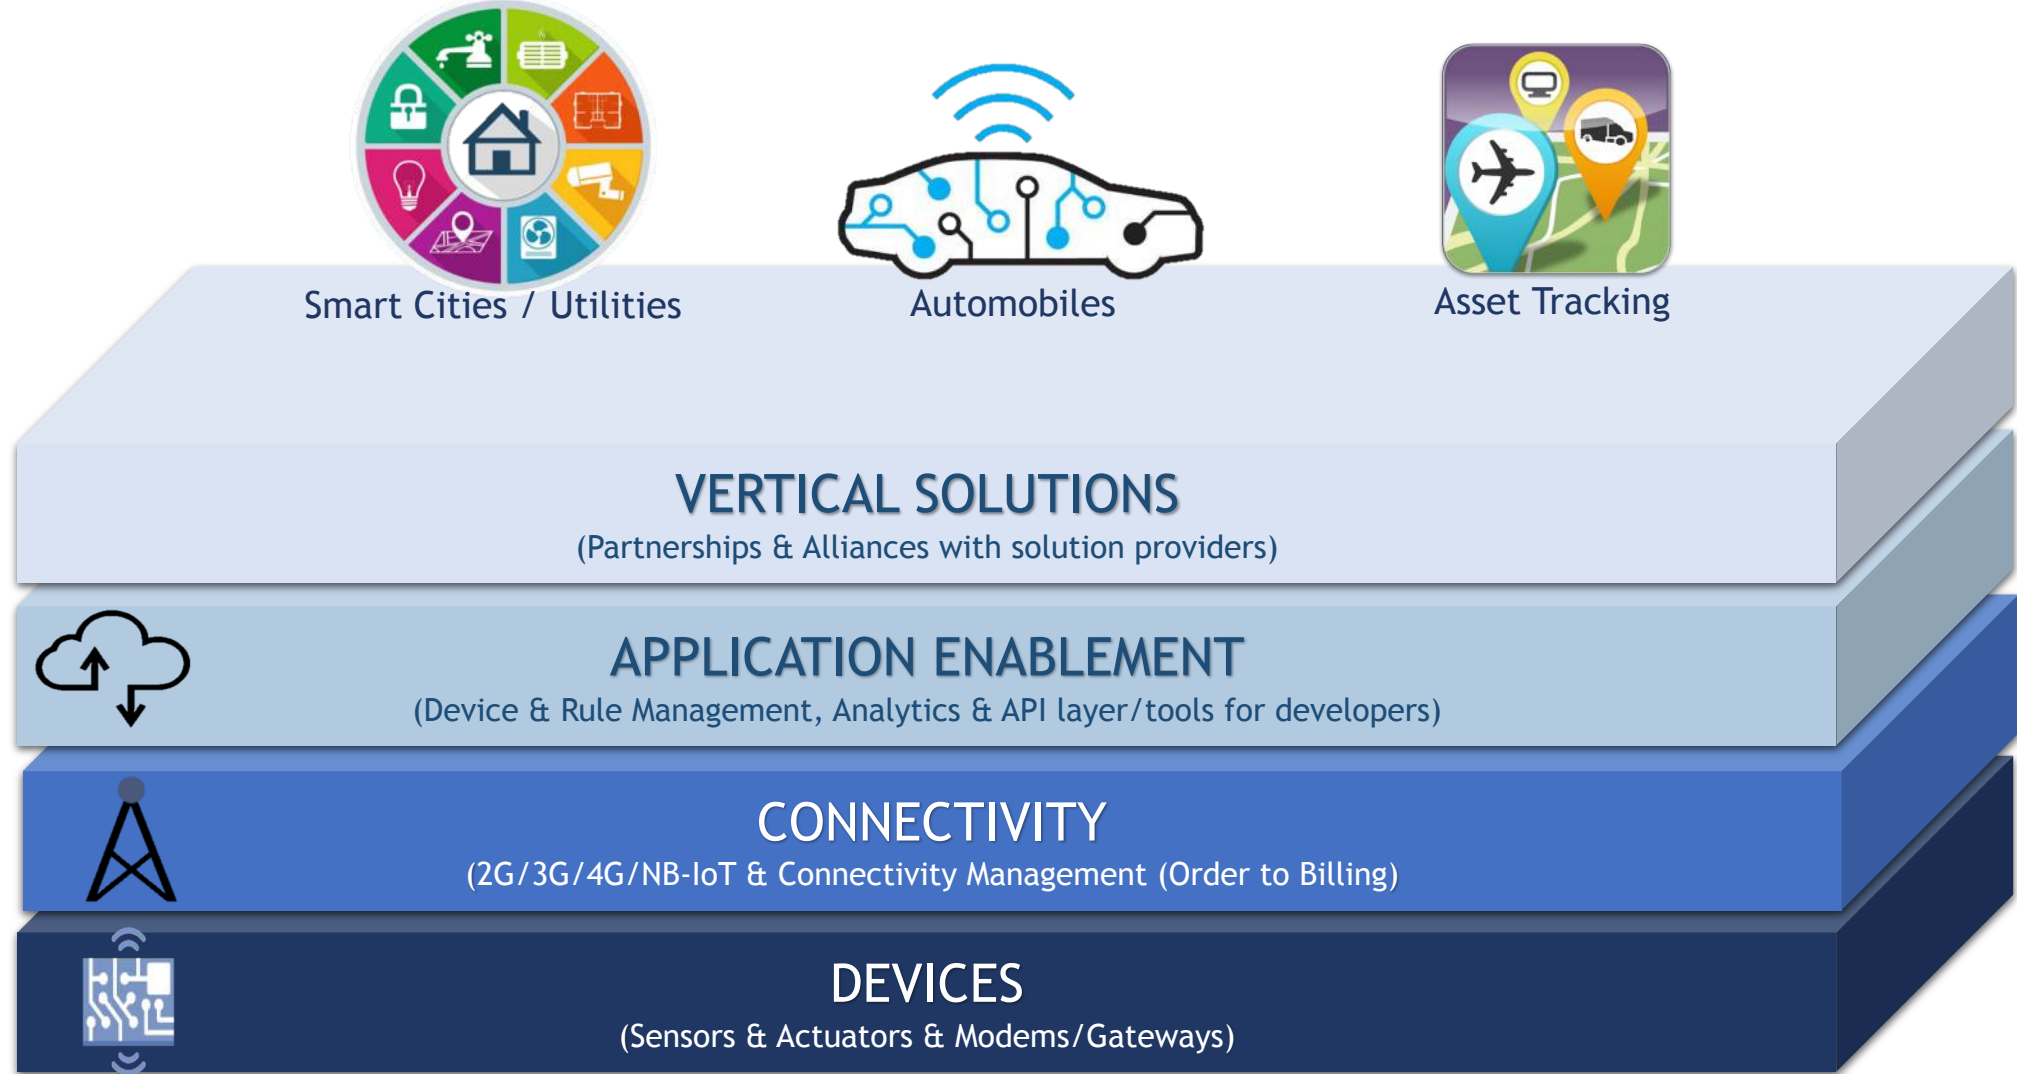 Smart Cities / Utilities
Automobiles
Asset Tracking
VERTICAL SOLUTIONS
(Partnerships & Alliances with solution providers)
APPLICATION ENABLEMENT
(Device & Rule Management, Analytics & API layer/tools for developers)
CONNECTIVITY
(2G/3G/4G/NB-IoT & Connectivity Management (Order to Billing)
DEVICES
(Sensors & Actuators & Modems/Gateways)